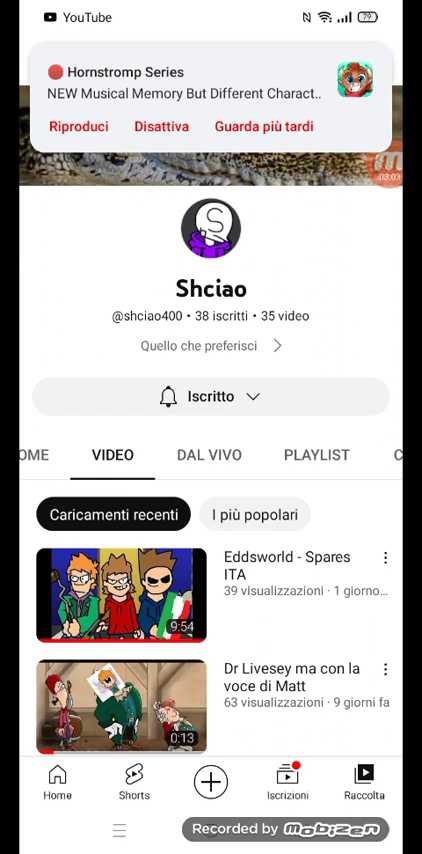 YouTube
79
Hornstromp Series
NEW Musical Memory But Different Charact..
Riproduci Disattiva Guarda più tardi
03:03
S
Shciao
@shciao400 • 38 iscritti • 35 video
Quello che preferisci
Iscritto
OME VIDEO DAL VIVO PLAYLIST C
Caricamenti recenti I più popolari
Eddsworld - Spares
ITA
39 visualizzazioni · 1 giorno...
9:54
Dr Livesey ma con la
voce di Matt
63 visualizzazioni · 9 giorni fa
0:13
Home Shorts Iscrizioni Raccolta
Recorded by mobizen